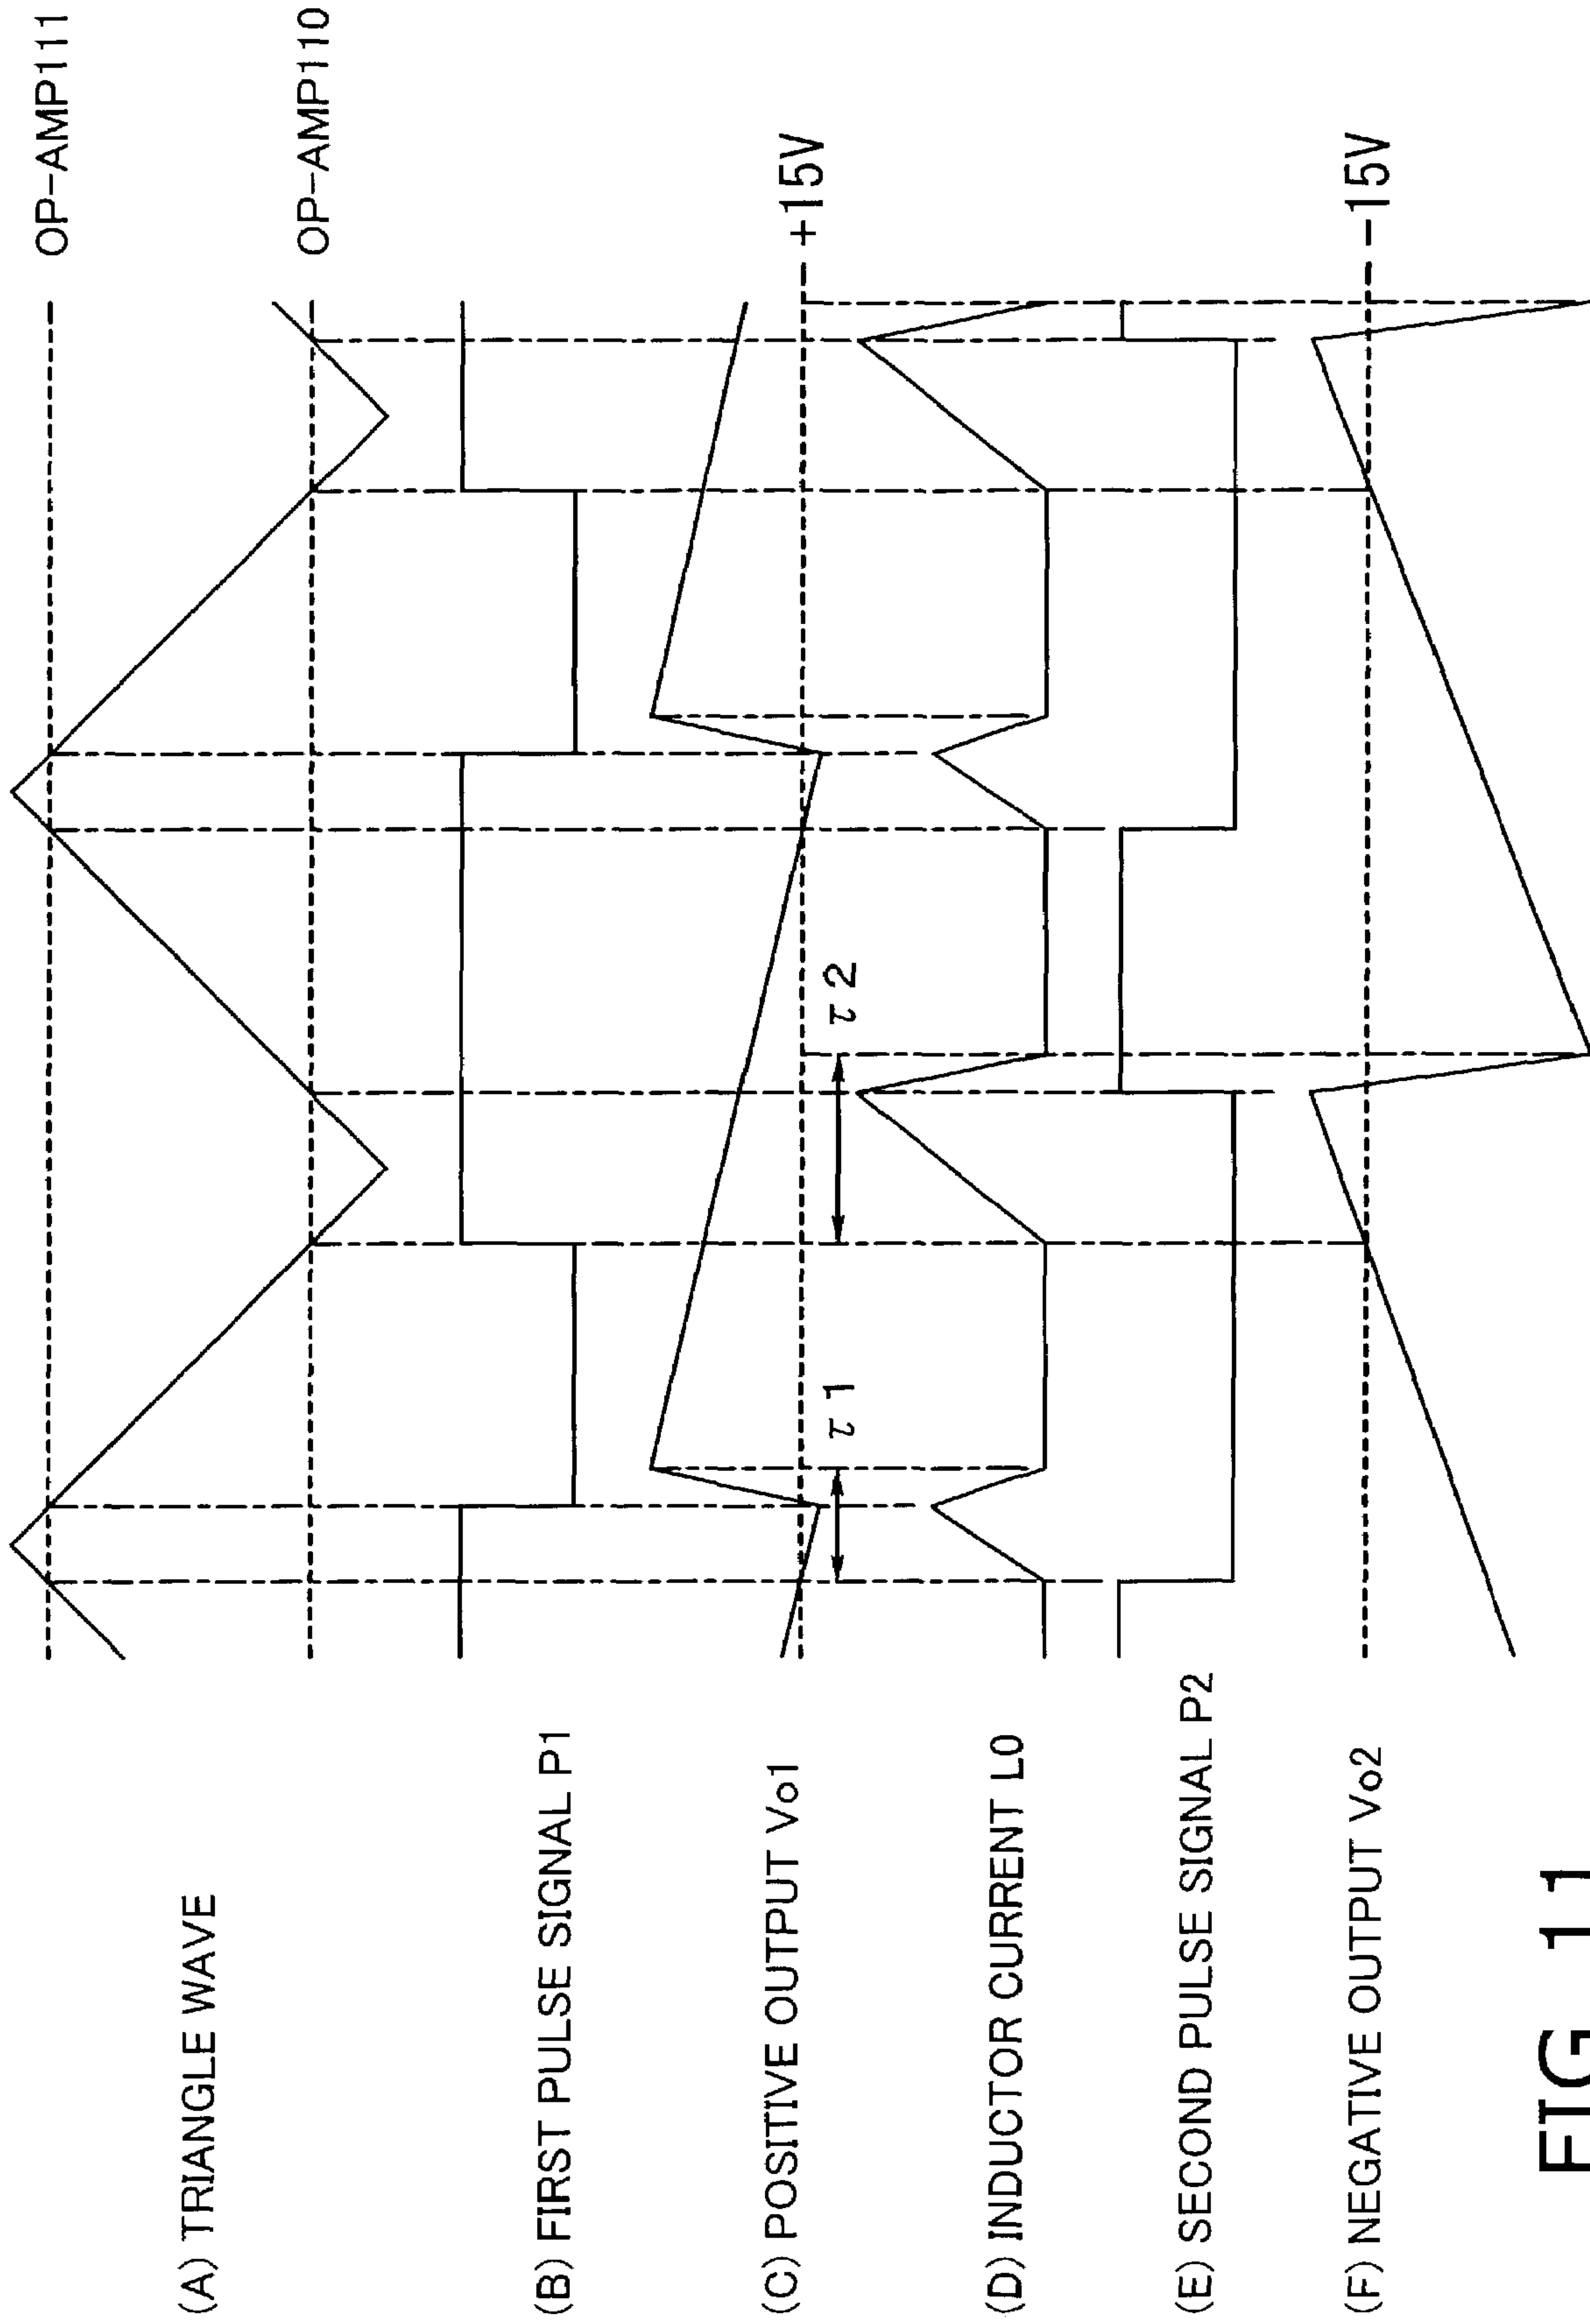 OP-AMP111
(A) TRIANGLE WAVE
OP-AMP110
(B) FIRST PULSE SIGNAL P1
(C) POSITIVE OUTPUT Vo1
+15V
τ1
τ2
(D) INDUCTOR CURRENT L0
(E) SECOND PULSE SIGNAL P2
(F) NEGATIVE OUTPUT Vo2
-15V
FIG. 11